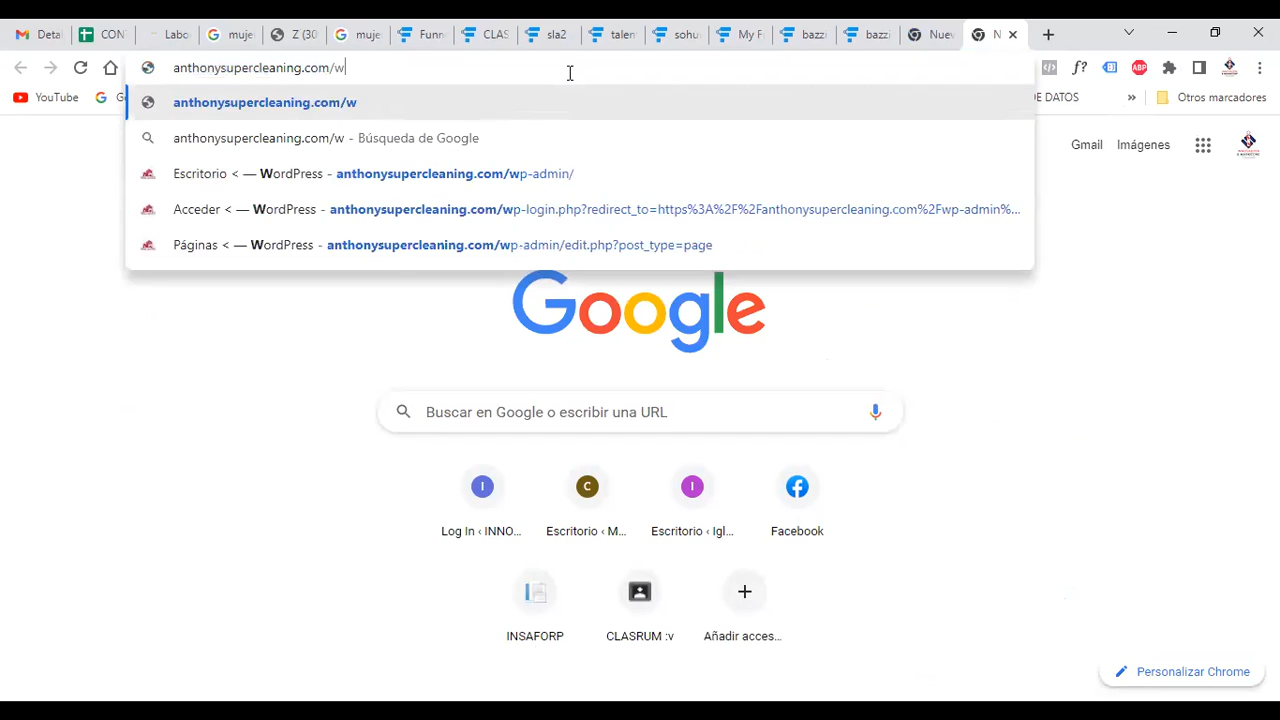 Detal
CON
Labo
muje
Z (30
muje
Funn
CLAS
sla2
talen
sohu
My F
bazzi
bazzi
Nuev
N
anthonysupercleaning.com/w
f?
ABP
YouTube
G
DE DATOS
»
Otros marcadores
anthonysupercleaning.com/w
anthonysupercleaning.com/w - Búsqueda de Google
Escritorio < — WordPress - anthonysupercleaning.com/wp-admin/
Acceder < — WordPress - anthonysupercleaning.com/wp-login.php?redirect_to=https%3A%2F%2Fanthonysupercleaning.com%2Fwp-admin%...
Páginas < — WordPress - anthonysupercleaning.com/wp-admin/edit.php?post_type=page
Gmail
Imágenes
Google
Buscar en Google o escribir una URL
I
C
I
Log In ‹ INNO...
Escritorio ‹ M...
Escritorio ‹ Igl...
Facebook
INSAFORP
CLASRUM :v
Añadir acces...
Personalizar Chrome